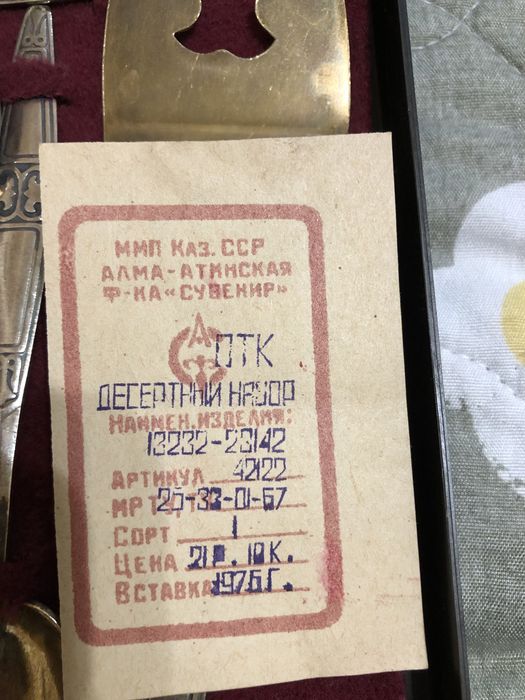 ММП КАЗ. ССР
АЛМА-АТИНСКАЯ
Ф-КА «СУВЕНИР»
ОТК
ДЕСЕРТНЫЙ НАБОР
НАИМЕН. ИЗДЕЛИЯ:
13232-23142
АРТИКУЛ 42122
МРТУ 25-33-01-67
СОРТ 1
ЦЕНА 21 Р. 10 К.
ВСТАВКА 1976 Г.